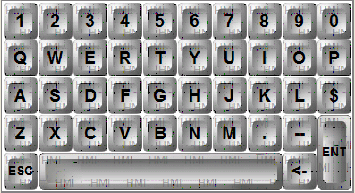 1 2 3 4 5 6 7 8 9 0
Q W E R T Y U I O P
A S D F G H J K L $
Z X C V B N M . - ENT
ESC <-